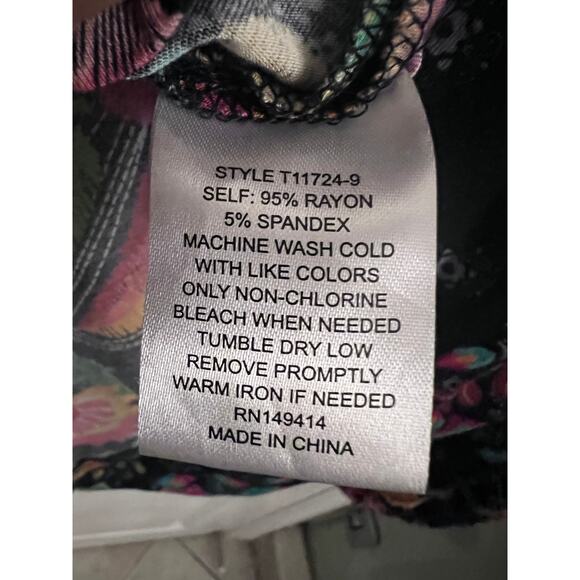 STYLE T11724-9
SELF: 95% RAYON
5% SPANDEX
MACHINE WASH COLD
WITH LIKE COLORS
ONLY NON-CHLORINE
BLEACH WHEN NEEDED
TUMBLE DRY LOW
REMOVE PROMPTLY
WARM IRON IF NEEDED
RN149414
MADE IN CHINA